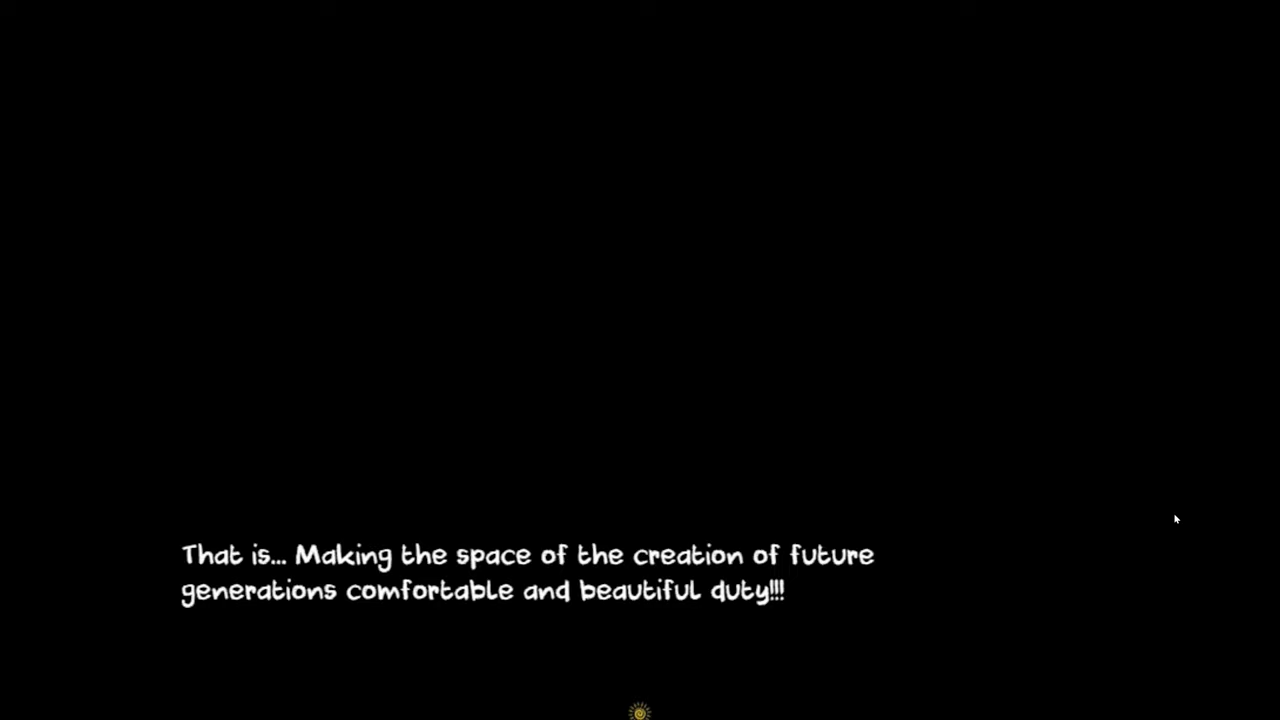 That is... Making the space of the creation of future
generations comfortable and beautiful duty!!!